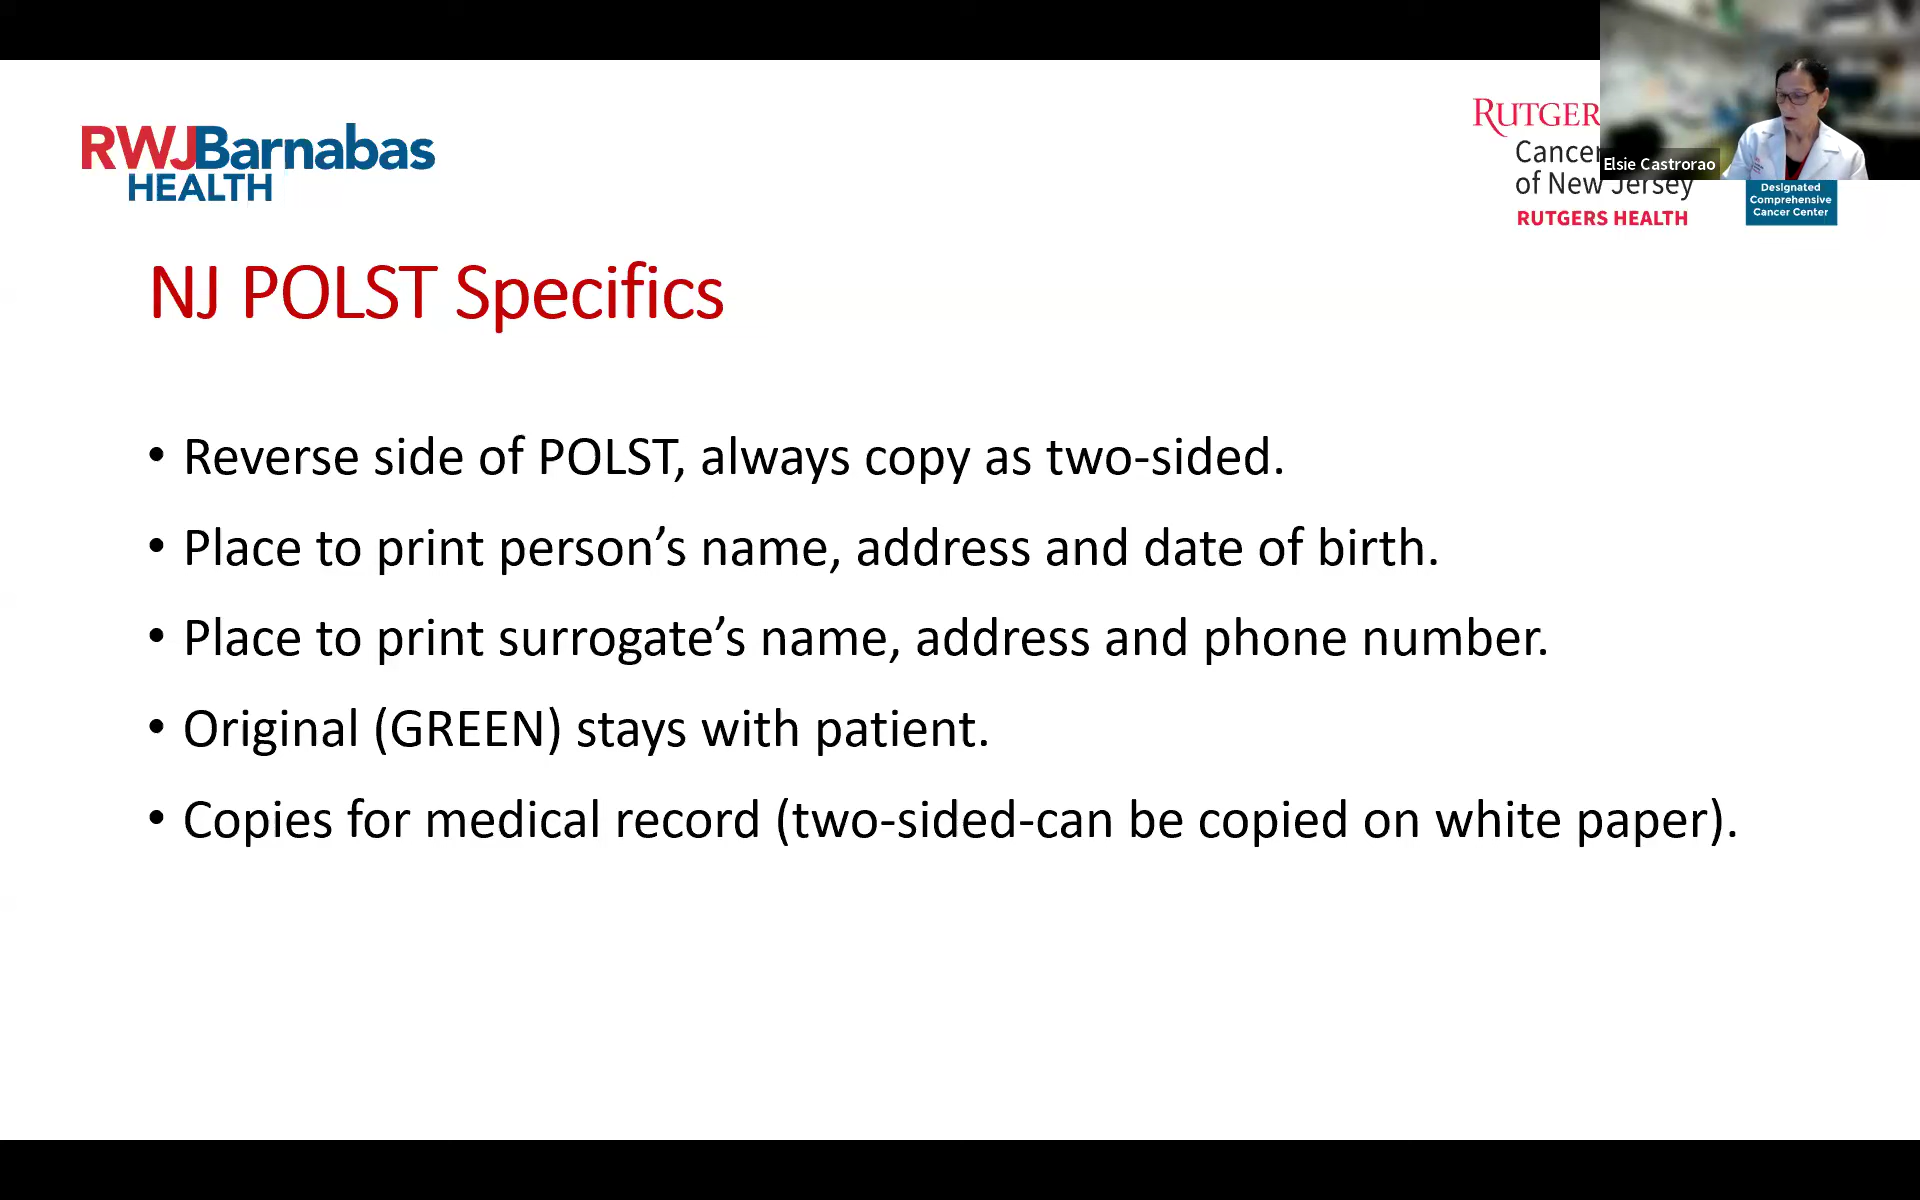 RWJBarnabas
HEALTH
RUTGER
Cancer
of New Jersey
RUTGERS HEALTH
Elsie Castrorao
Designated
Comprehensive
Cancer Center
NJ POLST Specifics
• Reverse side of POLST, always copy as two-sided.
• Place to print person’s name, address and date of birth.
• Place to print surrogate’s name, address and phone number.
• Original (GREEN) stays with patient.
• Copies for medical record (two-sided-can be copied on white paper).